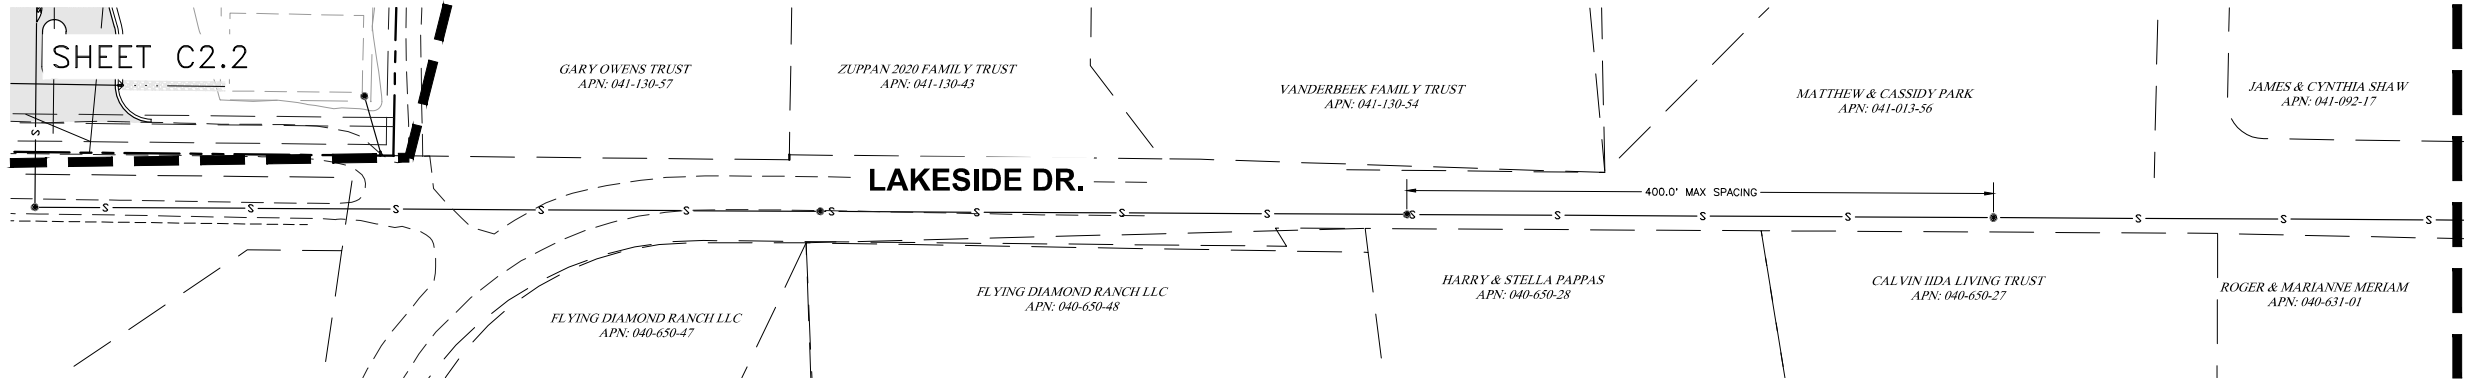 SHEET C2.2
GARY OWENS TRUST
APN: 041-130-57
ZUPPAN 2020 FAMILY TRUST
APN: 041-130-43
VANDERBEEK FAMILY TRUST
APN: 041-130-54
MATTHEW & CASSIDY PARK
APN: 041-013-56
JAMES & CYNTHIA SHAW
APN: 041-092-17
LAKESIDE DR.
400.0' MAX SPACING
S
S S S S S S S S S S S S S S S S S
FLYING DIAMOND RANCH LLC
APN: 040-650-47
FLYING DIAMOND RANCH LLC
APN: 040-650-48
HARRY & STELLA PAPPAS
APN: 040-650-28
CALVIN IIDA LIVING TRUST
APN: 040-650-27
ROGER & MARIANNE MERIAM
APN: 040-631-01